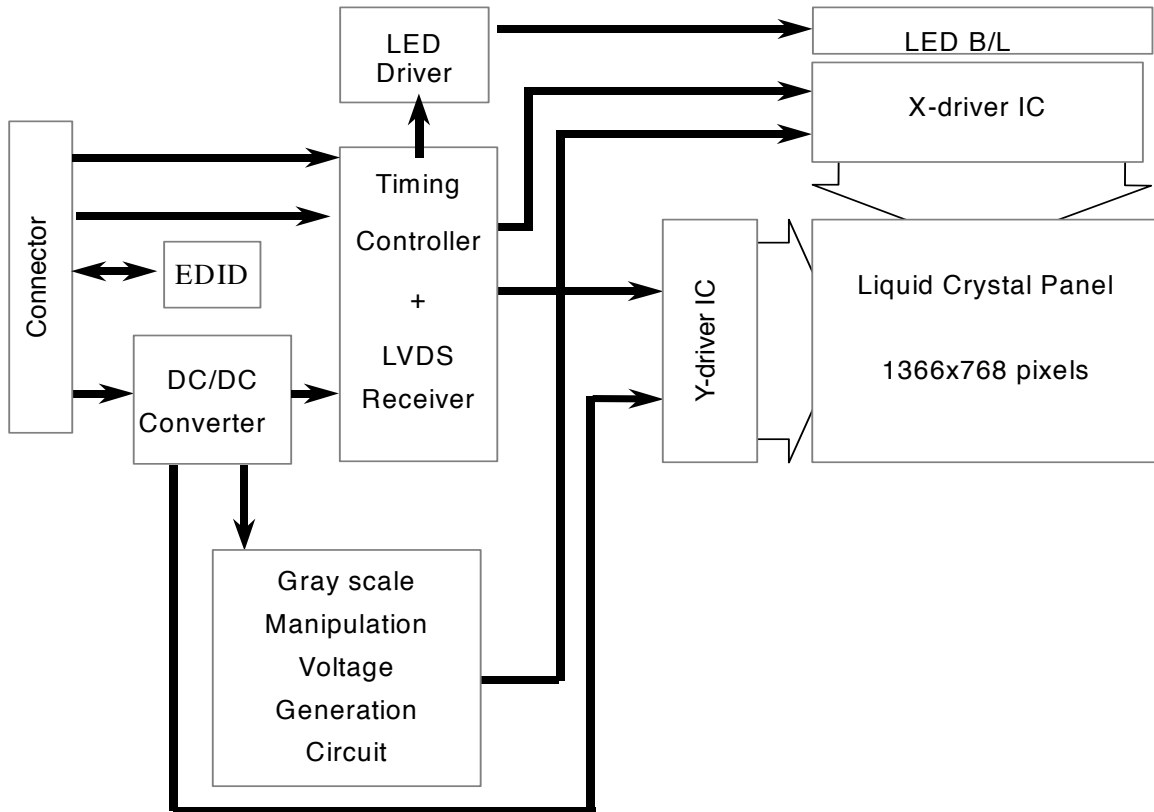 LED
Driver
LED B/L
X-driver IC
Connector
Timing
Controller
+
LVDS
Receiver
EDID
DC/DC
Converter
Y-driver IC
Liquid Crystal Panel
1366x768 pixels
Gray scale
Manipulation
Voltage
Generation
Circuit